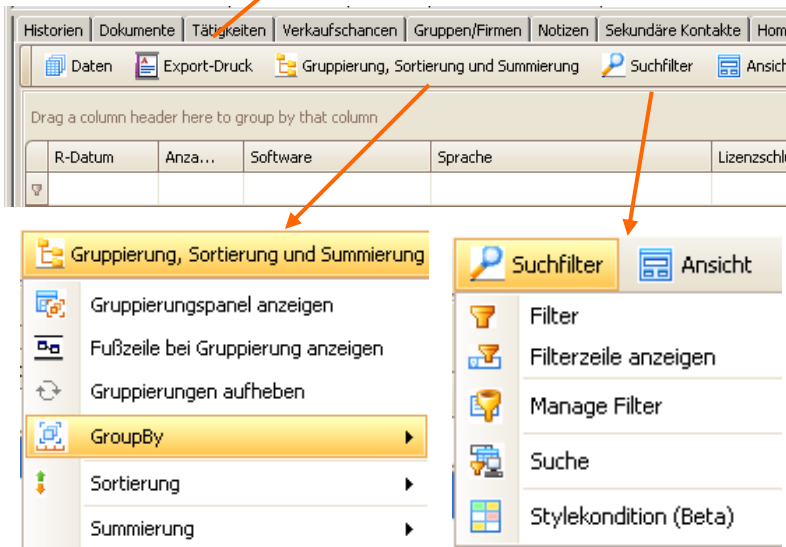 Historien Dokumente Tätigkeiten Verkaufschancen Gruppen/Firmen Notizen Sekundäre Kontakte
Daten Export-Druck Gruppierung, Sortierung und Summierung Suchfilter
Drag a column header here to group by that column
R-Datum Anza... Software Sprache
Gruppierung, Sortierung und Summierung
Gruppierungspanel anzeigen
Fußzeile bei Gruppierung anzeigen
Gruppierungen aufheben
GroupBy
Sortierung
Summierung
Suchfilter Ansicht
Filter
Filterzeile anzeigen
Manage Filter
Suche
Stylekondition (Beta)